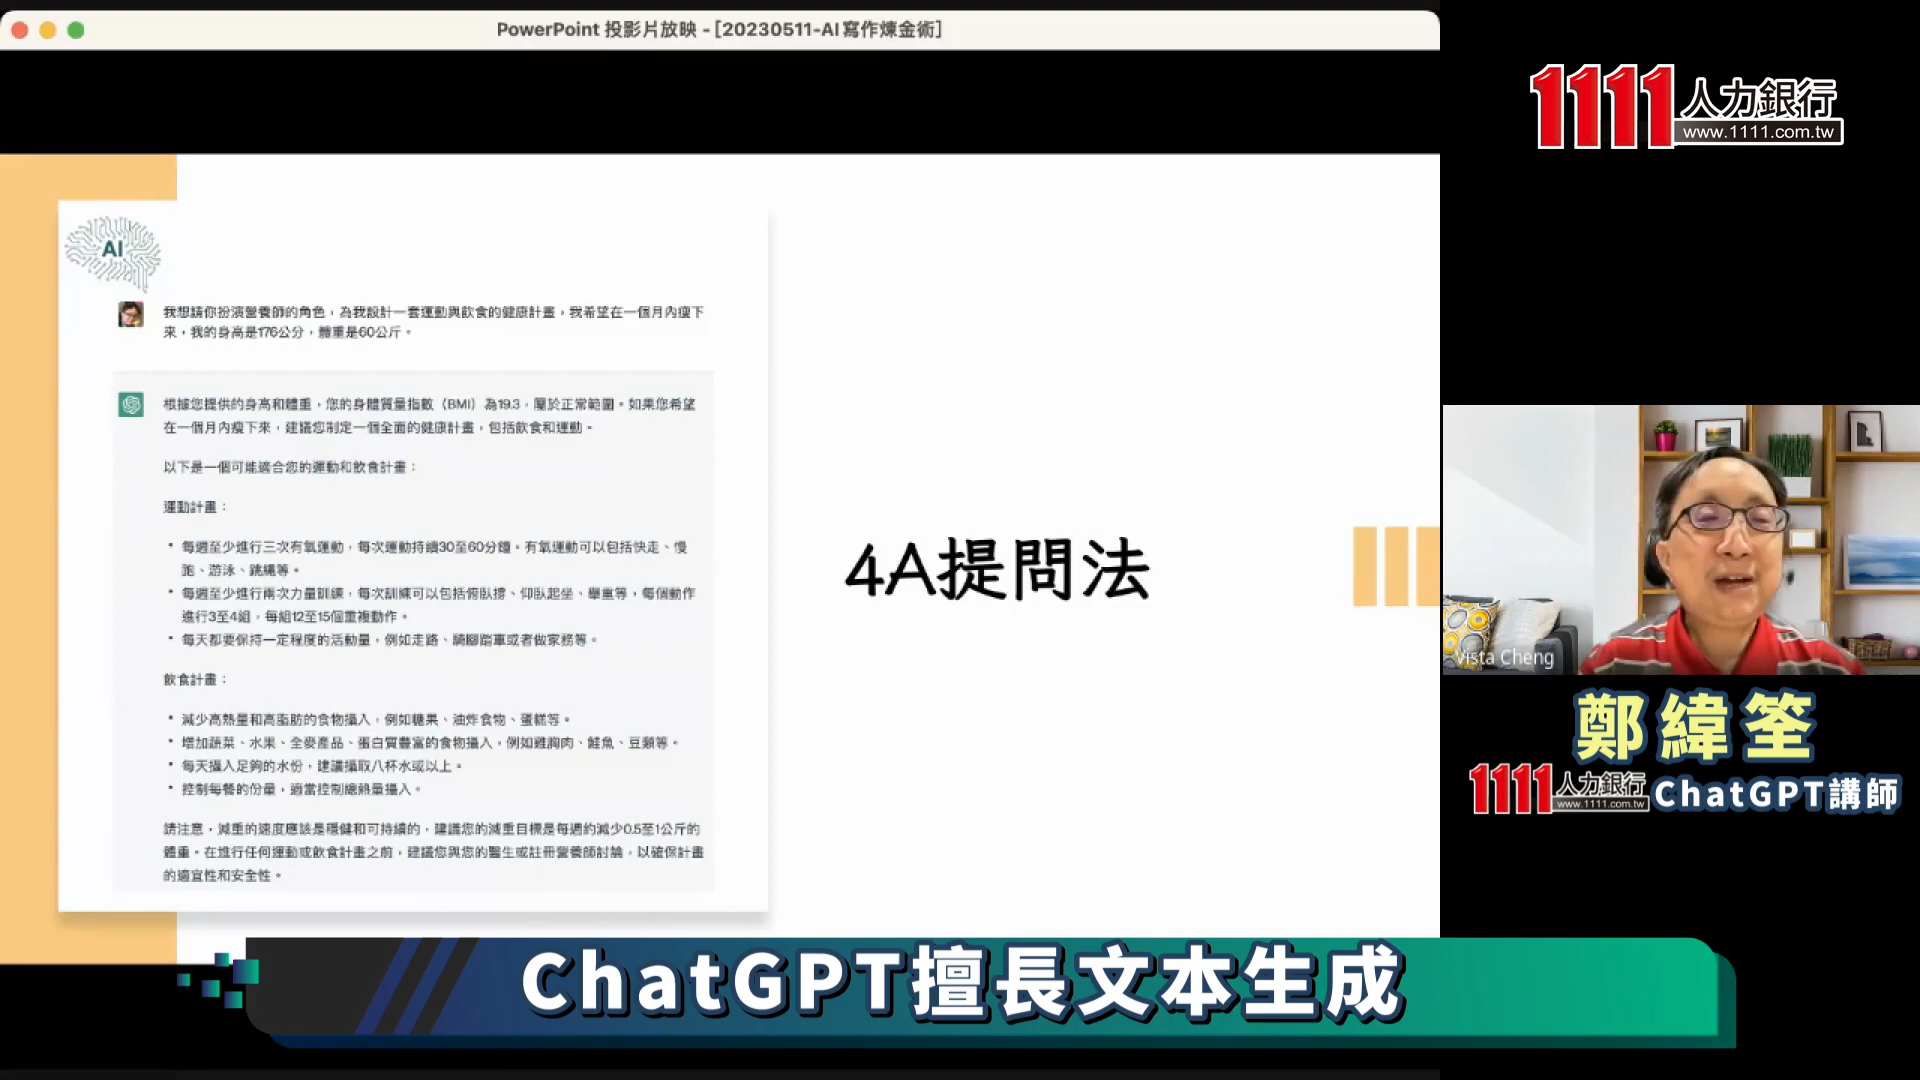 PowerPoint 投影片放映 - [20230511-AI寫作煉金術]
1111人力銀行
www.1111.com.tw
AI
我想請你扮演營養師的角色，為我設計一套運動與飲食的健康計畫，我希望在一個月內瘦下
來，我的身高是176公分，體重是60公斤。
根據您提供的身高和體重，您的身體質量指數（BMI）為19.3，屬於正常範圍。如果您希望
在一個月內瘦下來，建議您制定一個全面的健康計畫，包括飲食和運動。
以下是一個可能適合您的運動和飲食計畫：
運動計畫：
• 每週至少進行三次有氧運動，每次運動持續30至60分鐘。有氧運動可以包括快走、慢
跑、游泳、跳繩等。
• 每週至少進行兩次力量訓練，每次訓練可以包括俯臥撐、仰臥起坐、舉重等，每個動作
進行3至4組，每組12至15個重複動作。
• 每天都要保持一定程度的活動量，例如走路、騎腳踏車或者做家務等。
飲食計畫：
• 減少高熱量和高脂肪的食物攝入，例如糖果、油炸食物、蛋糕等。
• 增加蔬菜、水果、全麥產品、蛋白質豐富的食物攝入，例如雞胸肉、鮭魚、豆類等。
• 每天攝入足夠的水份，建議攝取八杯水或以上。
• 控制每餐的份量，適當控制總熱量攝入。
請注意，減重的速度應該是穩健和可持續的，建議您的減重目標是每週約減少0.5至1公斤的
體重。在進行任何運動或飲食計畫之前，建議您與您的醫生或註冊營養師討論，以確保計畫
的適宜性和安全性。
4A提問法
Vista Cheng
鄭緯筌
1111人力銀行
www.1111.com.tw
ChatGPT講師
ChatGPT擅長文本生成